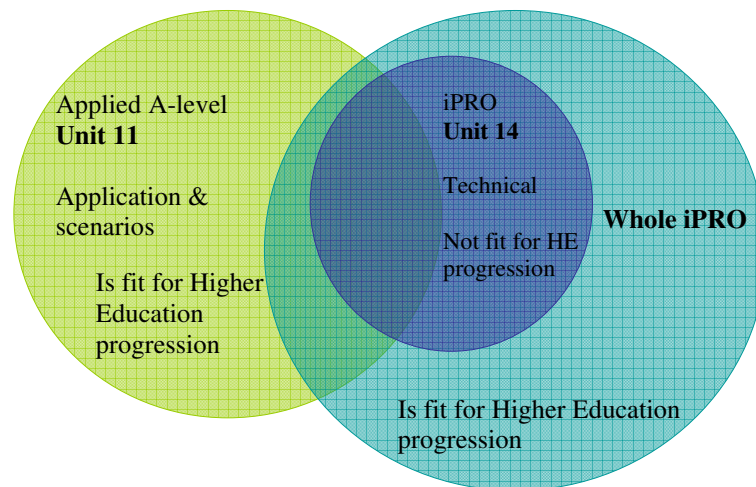 Applied A-level
Unit 11
Application &
scenarios
Is fit for Higher
Education
progression
iPRO
Unit 14
Technical
Not fit for HE
progression
Whole iPRO
Is fit for Higher Education
progression